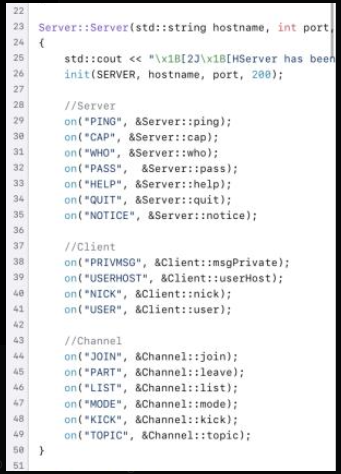 22
23 Server::Server(std::string hostname, int port,
24 {
25     std::cout << "\x1B[2J\x1B[HServer has been
26     init(SERVER, hostname, port, 200);
27
28     //Server
29     on("PING", &Server::ping);
30     on("CAP", &Server::cap);
31     on("WHO", &Server::who);
32     on("PASS",  &Server::pass);
33     on("HELP", &Server::help);
34     on("QUIT", &Server::quit);
35     on("NOTICE", &Server::notice);
36
37     //Client
38     on("PRIVMSG", &Client::msgPrivate);
39     on("USERHOST", &Client::userHost);
40     on("NICK", &Client::nick);
41     on("USER", &Client::user);
42
43     //Channel
44     on("JOIN", &Channel::join);
45     on("PART", &Channel::leave);
46     on("LIST", &Channel::list);
47     on("MODE", &Channel::mode);
48     on("KICK", &Channel::kick);
49     on("TOPIC", &Channel::topic);
50 }
51